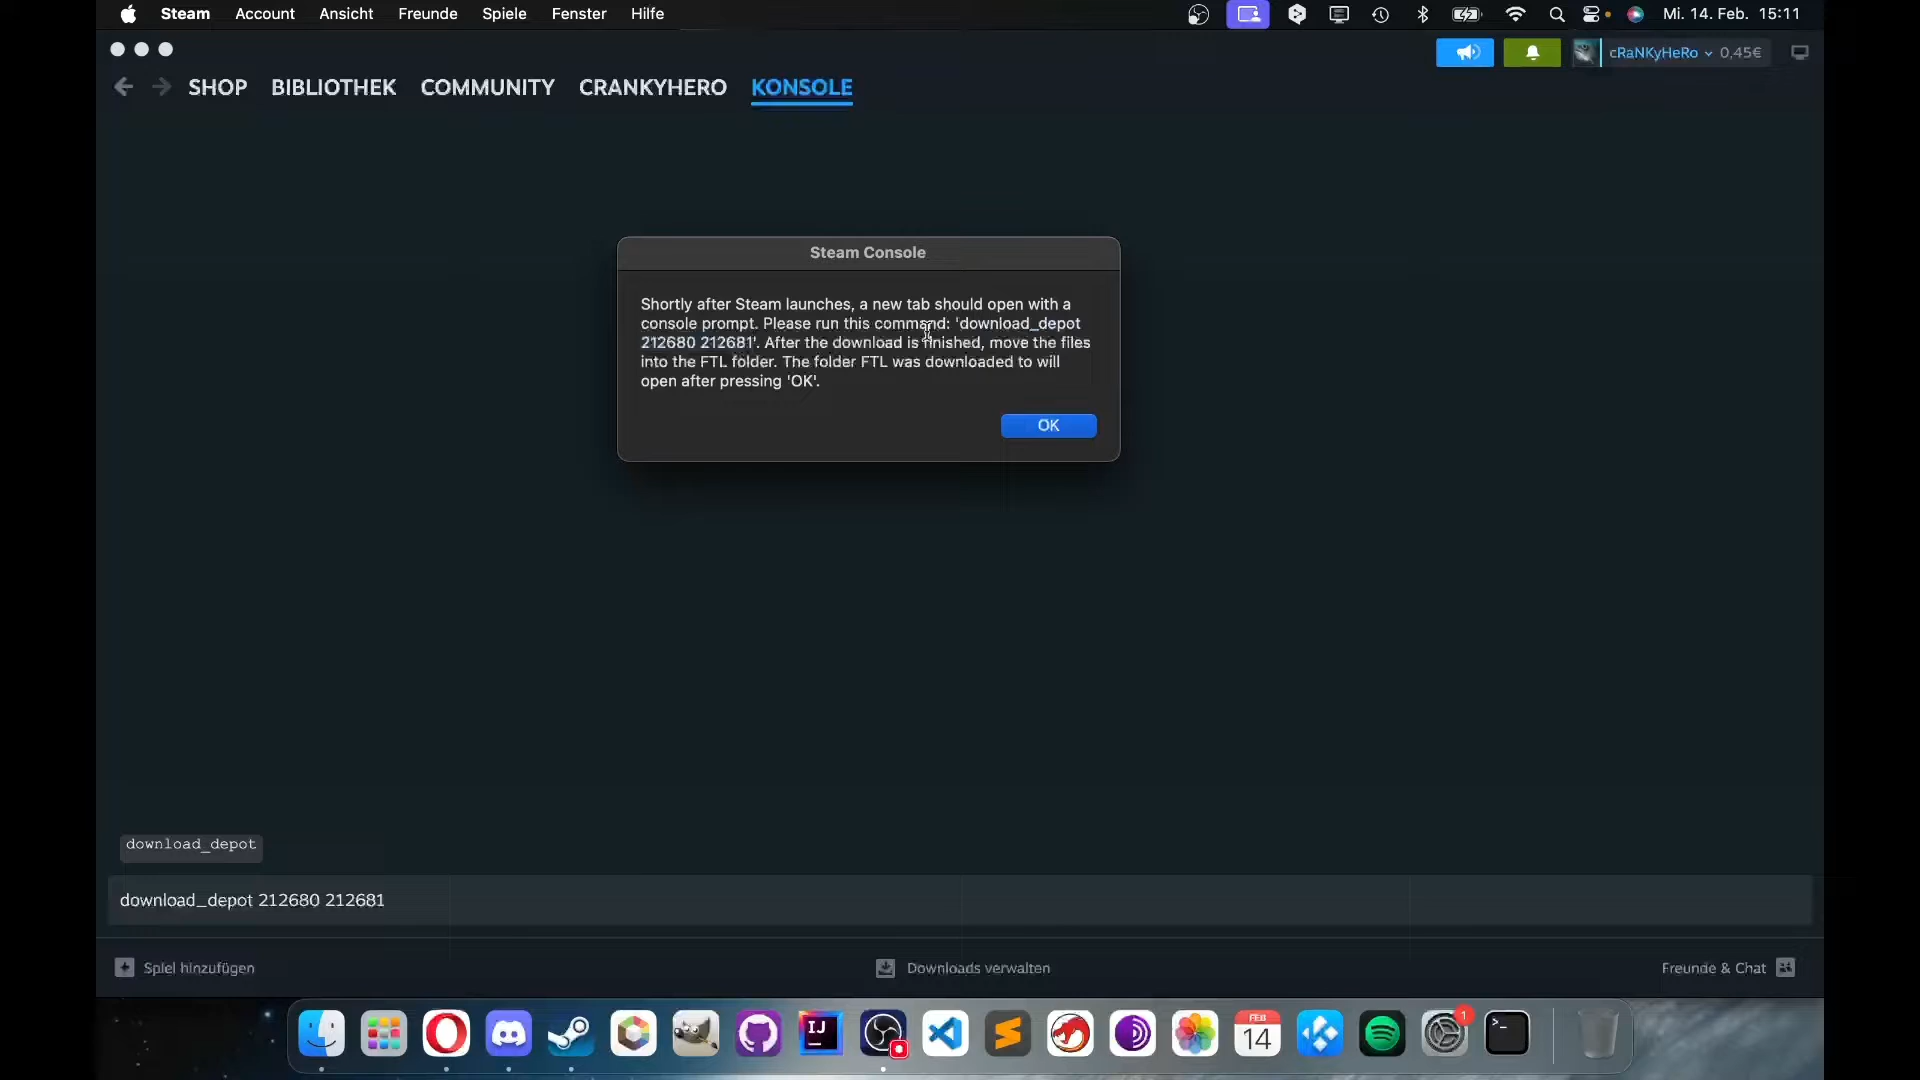 Steam Account Ansicht Freunde Spiele Fenster Hilfe Mi. 14. Feb. 15:11
cRaNKyHeRo 0,45€
SHOP BIBLIOTHEK COMMUNITY CRANKYHERO KONSOLE
Steam Console
Shortly after Steam launches, a new tab should open with a
console prompt. Please run this command: 'download_depot
212680 212681'. After the download is finished, move the files
into the FTL folder. The folder FTL was downloaded to will
open after pressing 'OK'.
OK
download_depot
download_depot 212680 212681
Spiel hinzufügen Downloads verwalten Freunde & Chat
IJ
FEB
14
1
>_